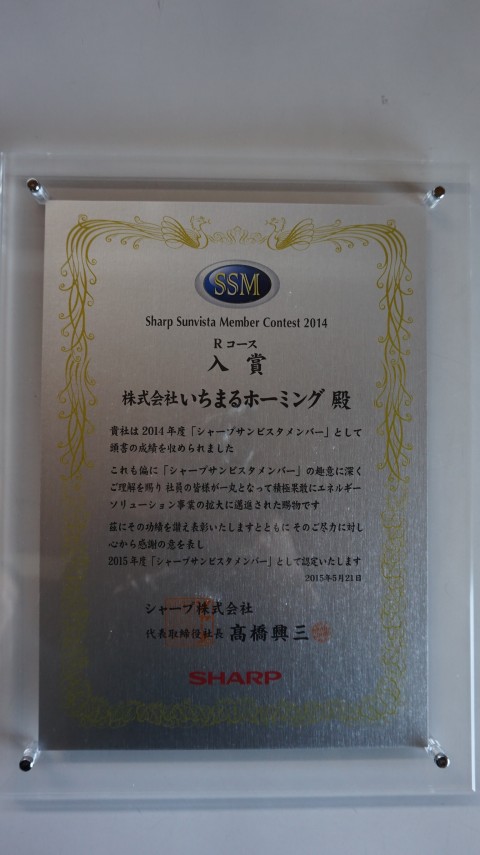 SSM
Sharp Sunvista Member Contest 2014
R コース
入 賞
株式会社 いちまるホーミング 殿
貴社は 2014 年度「シャープサンビスタメンバー」として
頭書の成績を収められました
これも偏に「シャープサンビスタメンバー」の趣意に深く
ご理解を賜り 社員の皆様が一丸となって積極果敢にエネルギー
ソリューション事業の拡大に邁進された賜物です
茲にその功績を讃え表彰いたしますとともに そのご尽力に対し
心から感謝の意を表し
2015 年度「シャープサンビスタメンバー」として認定いたします
2015年5月21日
シャープ株式会社
代表取締役社長 髙橋興三
SHARP